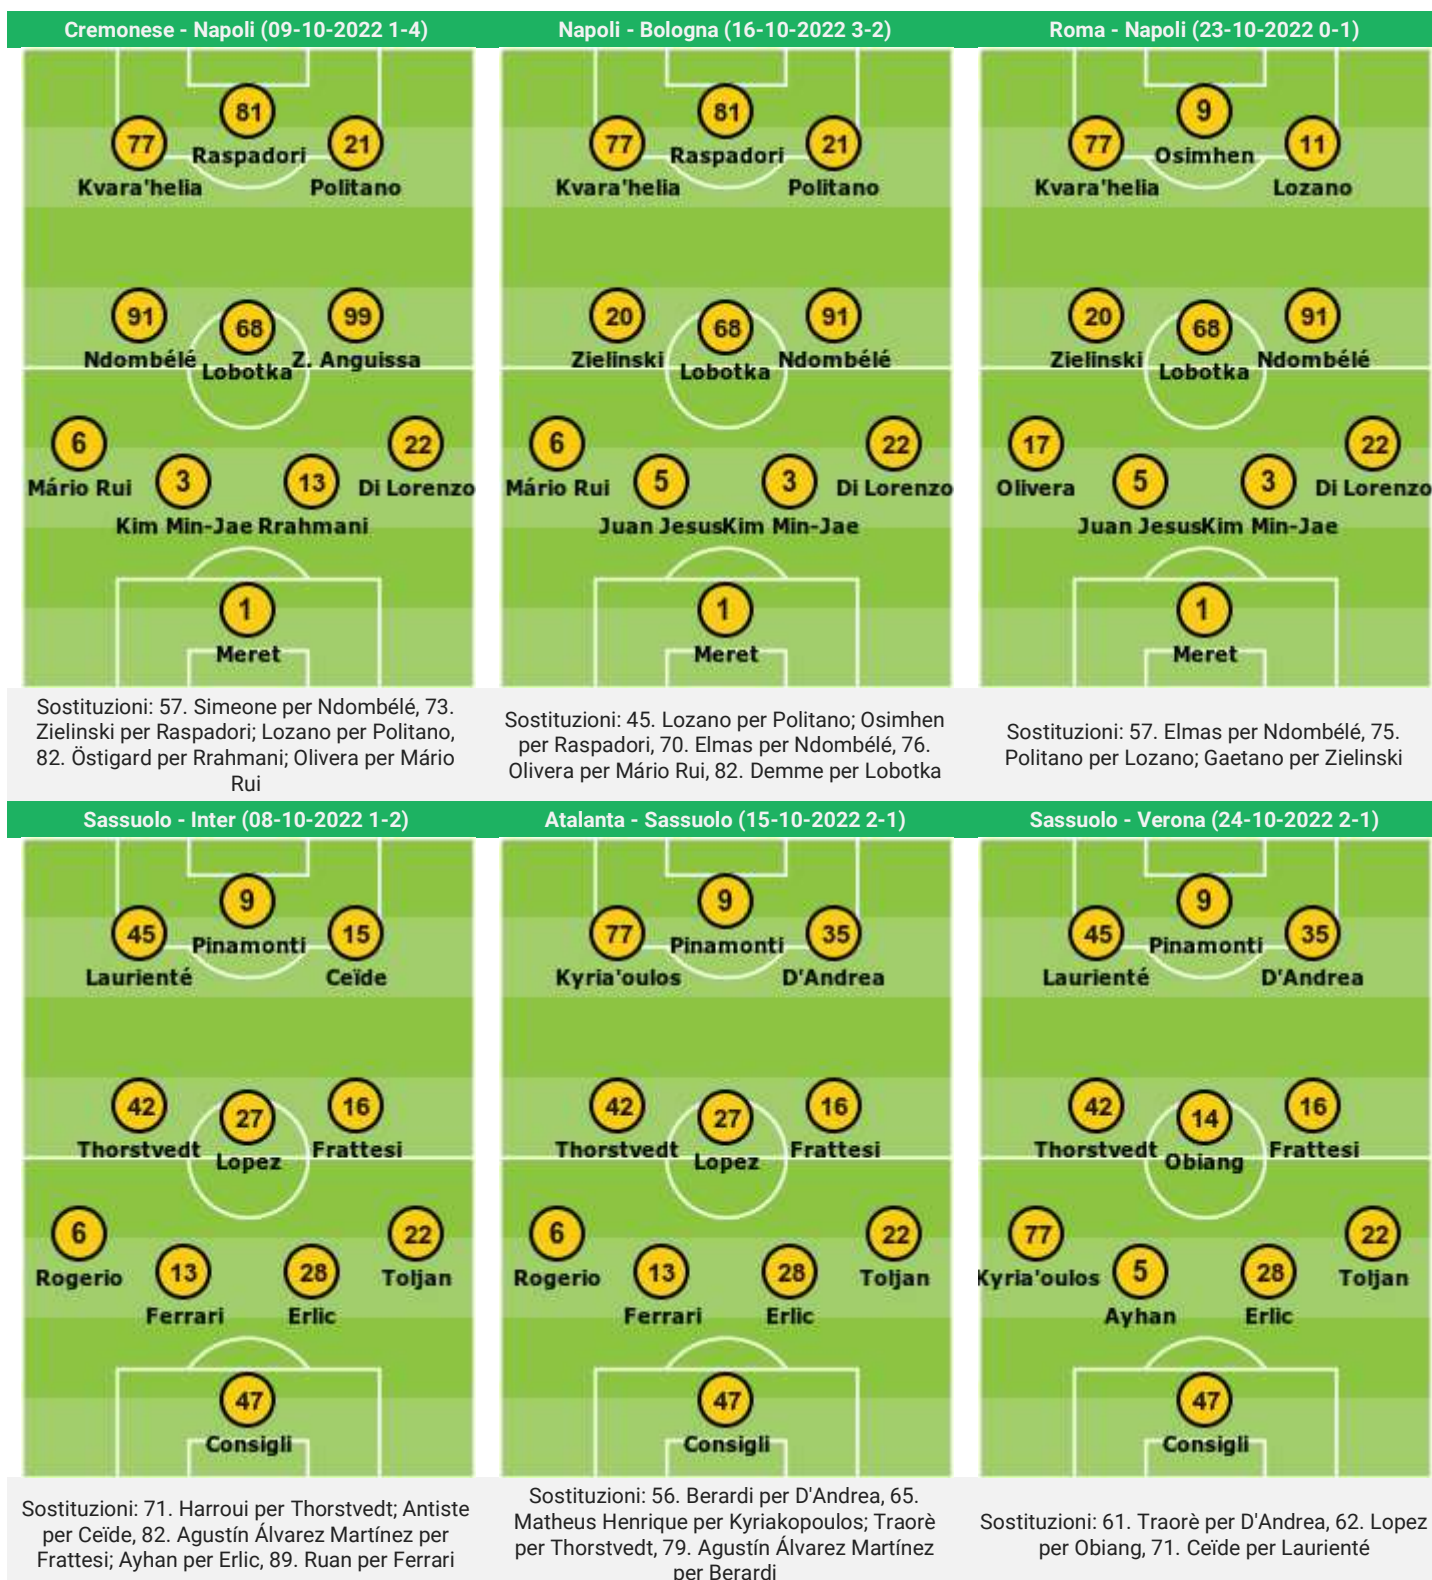 Cremonese - Napoli (09-10-2022 1-4)
81
77
21
Raspadori
Kvara'helia
Politano
91
68
99
Ndombélé
Lobotka
Z. Anguissa
6
22
3
13
Mário Rui
Di Lorenzo
Kim Min-Jae
Rrahmani
1
Meret
Sostituzioni: 57. Simeone per Ndombélé, 73.
Zielinski per Raspadori; Lozano per Politano,
82. Östigard per Rrahmani; Olivera per Mário
Rui
Napoli - Bologna (16-10-2022 3-2)
81
77
21
Raspadori
Kvara'helia
Politano
20
68
91
Zielinski
Lobotka
Ndombélé
6
22
5
3
Mário Rui
Di Lorenzo
Juan Jesus
Kim Min-Jae
1
Meret
Sostituzioni: 45. Lozano per Politano; Osimhen
per Raspadori, 70. Elmas per Ndombélé, 76.
Olivera per Mário Rui, 82. Demme per Lobotka
Roma - Napoli (23-10-2022 0-1)
9
77
11
Osimhen
Kvara'helia
Lozano
20
68
91
Zielinski
Lobotka
Ndombélé
17
22
5
3
Olivera
Di Lorenzo
Juan Jesus
Kim Min-Jae
1
Meret
Sostituzioni: 57. Elmas per Ndombélé, 75.
Politano per Lozano; Gaetano per Zielinski
Sassuolo - Inter (08-10-2022 1-2)
9
45
15
Pinamonti
Laurienté
Ceïde
42
27
16
Thorstvedt
Lopez
Frattesi
6
22
13
28
Rogerio
Toljan
Ferrari
Erlic
47
Consigli
Sostituzioni: 71. Harroui per Thorstvedt; Antiste
per Ceïde, 82. Agustín Álvarez Martínez per
Frattesi; Ayhan per Erlic, 89. Ruan per Ferrari
Atalanta - Sassuolo (15-10-2022 2-1)
9
77
35
Pinamonti
Kyria'oulos
D'Andrea
42
27
16
Thorstvedt
Lopez
Frattesi
6
22
13
28
Rogerio
Toljan
Ferrari
Erlic
47
Consigli
Sostituzioni: 56. Berardi per D'Andrea, 65.
Matheus Henrique per Kyriakopoulos; Traorè
per Thorstvedt, 79. Agustín Álvarez Martínez
per Berardi
Sassuolo - Verona (24-10-2022 2-1)
9
45
35
Pinamonti
Laurienté
D'Andrea
42
14
16
Thorstvedt
Obiang
Frattesi
77
22
5
28
Kyria'oulos
Toljan
Ayhan
Erlic
47
Consigli
Sostituzioni: 61. Traorè per D'Andrea, 62. Lopez
per Obiang, 71. Ceïde per Laurienté